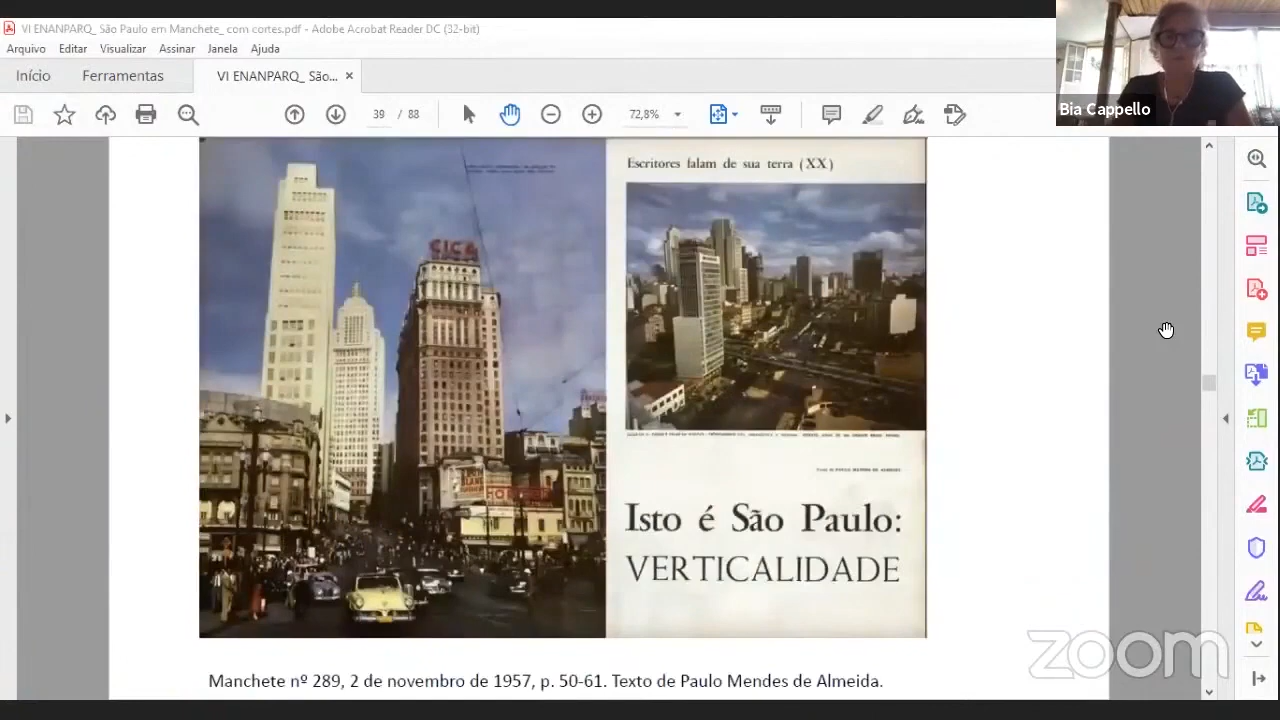 VI ENANPARQ_ São Paulo em Manchete_ com cortes.pdf - Adobe Acrobat Reader DC (32-bit)
Arquivo Editar Visualizar Assinar Janela Ajuda
Início Ferramentas VI ENANPARQ_ São... ×
39 / 88 72,8%
Bia Cappello
Escritores falam de sua terra (XX)
CICA
Isto é São Paulo:
VERTICALIDADE
zoom
Manchete nº 289, 2 de novembro de 1957, p. 50-61. Texto de Paulo Mendes de Almeida.